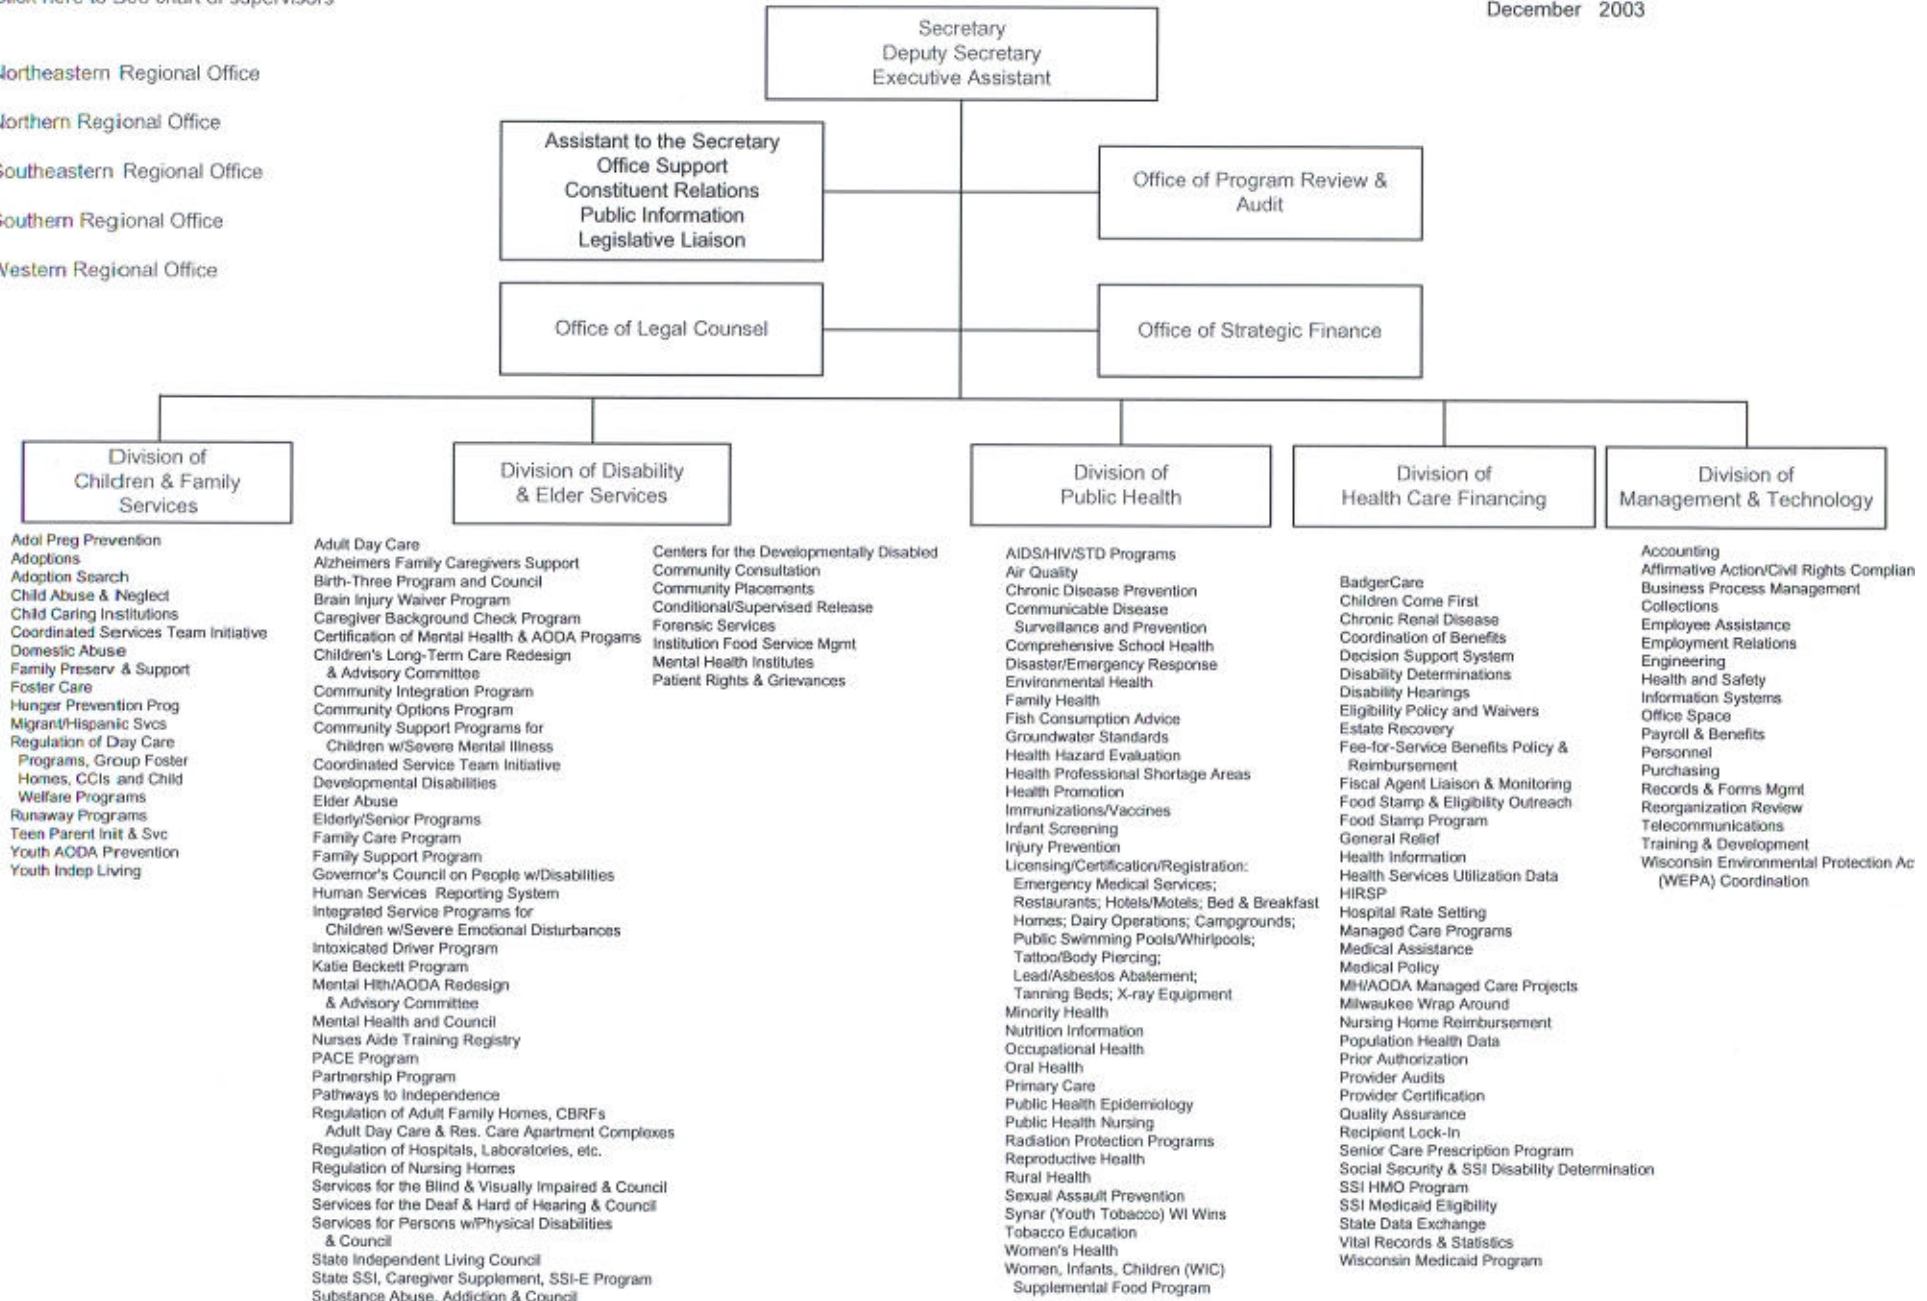 Click here to See chart of supervisors
December 2003
Northeastern Regional Office
Northern Regional Office
Southeastern Regional Office
Southern Regional Office
Western Regional Office
Secretary
Deputy Secretary
Executive Assistant
Assistant to the Secretary
Office Support
Constituent Relations
Public Information
Legislative Liaison
Office of Program Review &
Audit
Office of Legal Counsel
Office of Strategic Finance
Division of
Children & Family
Services
Adol Preg Prevention
Adoptions
Adoption Search
Child Abuse & Neglect
Child Caring Institutions
Coordinated Services Team Initiative
Domestic Abuse
Family Preserv & Support
Foster Care
Hunger Prevention Prog
Migrant/Hispanic Svcs
Regulation of Day Care
Programs, Group Foster
Homes, CCIs and Child
Welfare Programs
Runaway Programs
Teen Parent Init & Svc
Youth AODA Prevention
Youth Indep Living
Division of Disability
& Elder Services
Adult Day Care
Alzheimers Family Caregivers Support
Birth-Three Program and Council
Brain Injury Waiver Program
Caregiver Background Check Program
Certification of Mental Health & AODA Progams
Children's Long-Term Care Redesign
& Advisory Committee
Community Integration Program
Community Options Program
Community Support Programs for
Children w/Severe Mental Illness
Coordinated Service Team Initiative
Developmental Disabilities
Elder Abuse
Elderly/Senior Programs
Family Care Program
Family Support Program
Governor's Council on People w/Disabilities
Human Services Reporting System
Integrated Service Programs for
Children w/Severe Emotional Disturbances
Intoxicated Driver Program
Katie Beckett Program
Mental Hlth/AODA Redesign
& Advisory Committee
Mental Health and Council
Nurses Aide Training Registry
PACE Program
Partnership Program
Pathways to Independence
Regulation of Adult Family Homes, CBRFs
Adult Day Care & Res. Care Apartment Complexes
Regulation of Hospitals, Laboratories, etc.
Regulation of Nursing Homes
Services for the Blind & Visually Impaired & Council
Services for the Deaf & Hard of Hearing & Council
Services for Persons w/Physical Disabilities
& Council
State Independent Living Council
State SSI, Caregiver Supplement, SSI-E Program
Substance Abuse, Addiction & Council
Centers for the Developmentally Disabled
Community Consultation
Community Placements
Conditional/Supervised Release
Forensic Services
Institution Food Service Mgmt
Mental Health Institutes
Patient Rights & Grievances
Division of
Public Health
AIDS/HIV/STD Programs
Air Quality
Chronic Disease Prevention
Communicable Disease
Surveillance and Prevention
Comprehensive School Health
Disaster/Emergency Response
Environmental Health
Family Health
Fish Consumption Advice
Groundwater Standards
Health Hazard Evaluation
Health Professional Shortage Areas
Health Promotion
Immunizations/Vaccines
Infant Screening
Injury Prevention
Licensing/Certification/Registration:
Emergency Medical Services;
Restaurants; Hotels/Motels; Bed & Breakfast
Homes; Dairy Operations; Campgrounds;
Public Swimming Pools/Whirlpools;
Tattoo/Body Piercing;
Lead/Asbestos Abatement;
Tanning Beds; X-ray Equipment
Minority Health
Nutrition Information
Occupational Health
Oral Health
Primary Care
Public Health Epidemiology
Public Health Nursing
Radiation Protection Programs
Reproductive Health
Rural Health
Sexual Assault Prevention
Synar (Youth Tobacco) WI Wins
Tobacco Education
Women's Health
Women, Infants, Children (WIC)
Supplemental Food Program
Division of
Health Care Financing
BadgerCare
Children Come First
Chronic Renal Disease
Coordination of Benefits
Decision Support System
Disability Determinations
Disability Hearings
Eligibility Policy and Waivers
Estate Recovery
Fee-for-Service Benefits Policy &
Reimbursement
Fiscal Agent Liaison & Monitoring
Food Stamp & Eligibility Outreach
Food Stamp Program
General Relief
Health Information
Health Services Utilization Data
HIRSP
Hospital Rate Setting
Managed Care Programs
Medical Assistance
Medical Policy
MH/AODA Managed Care Projects
Milwaukee Wrap Around
Nursing Home Reimbursement
Population Health Data
Prior Authorization
Provider Audits
Provider Certification
Quality Assurance
Recipient Lock-In
Senior Care Prescription Program
Social Security & SSI Disability Determination
SSI HMO Program
SSI Medicaid Eligibility
State Data Exchange
Vital Records & Statistics
Wisconsin Medicaid Program
Division of
Management & Technology
Accounting
Affirmative Action/Civil Rights Complian
Business Process Management
Collections
Employee Assistance
Employment Relations
Engineering
Health and Safety
Information Systems
Office Space
Payroll & Benefits
Personnel
Purchasing
Records & Forms Mgmt
Reorganization Review
Telecommunications
Training & Development
Wisconsin Environmental Protection Ac
(WEPA) Coordination